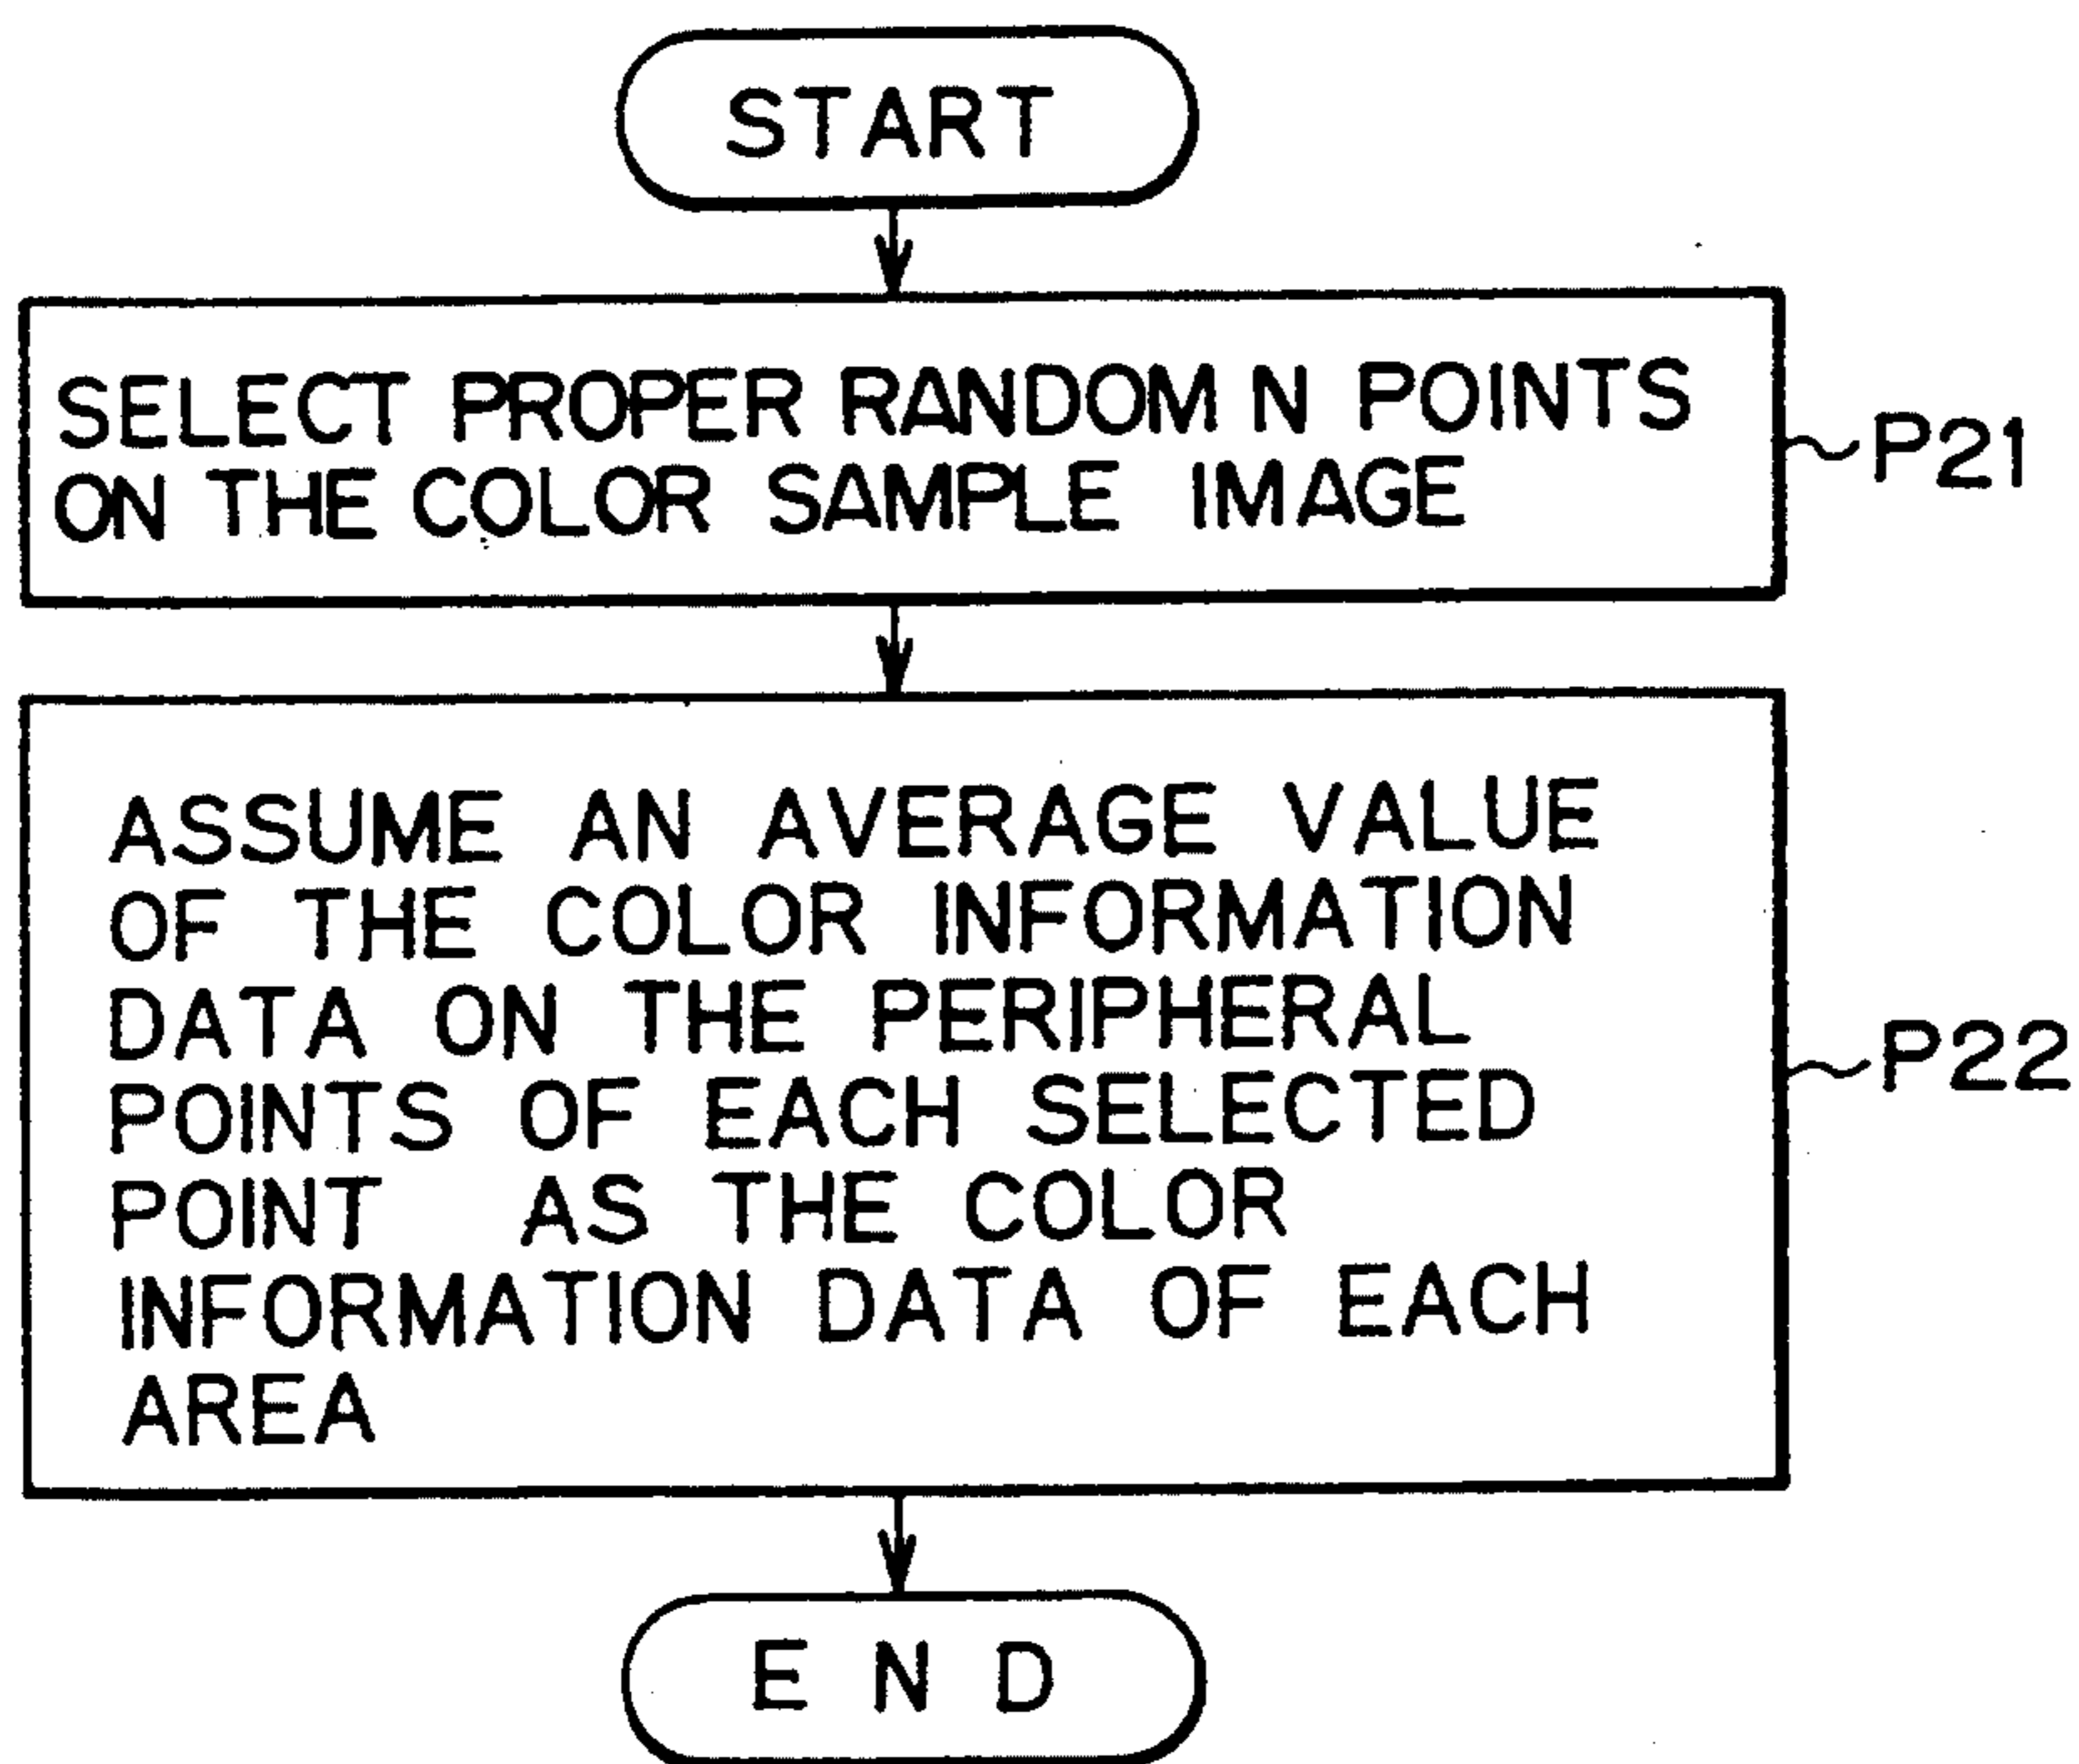 START
SELECT PROPER RANDOM N POINTS
ON THE COLOR SAMPLE IMAGE
P21
ASSUME AN AVERAGE VALUE
OF THE COLOR INFORMATION
DATA ON THE PERIPHERAL
POINTS OF EACH SELECTED
POINT AS THE COLOR
INFORMATION DATA OF EACH
AREA
P22
END